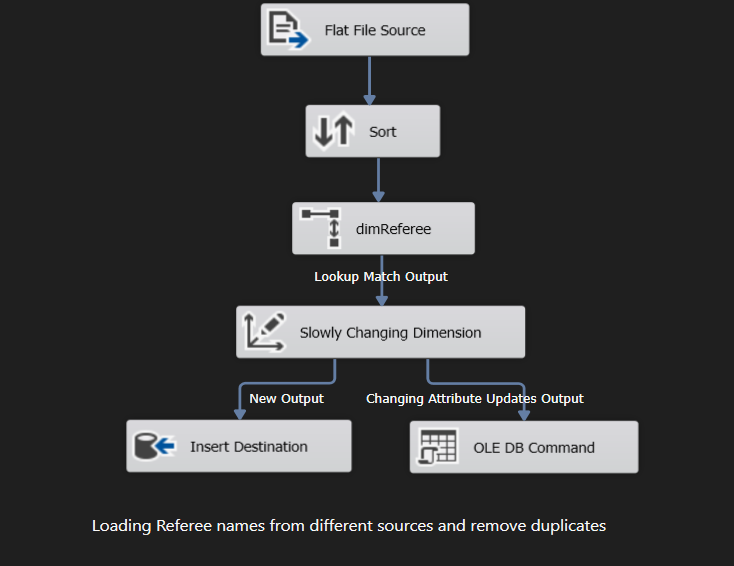 Flat File Source
Sort
dimReferee
Lookup Match Output
Slowly Changing Dimension
New Output
Changing Attribute Updates Output
Insert Destination
OLE DB Command
Loading Referee names from different sources and remove duplicates